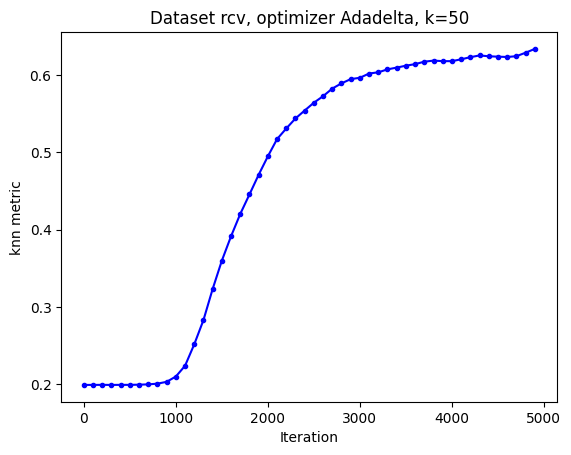 Dataset rcv, optimizer Adadelta, k=50
0.6
0.5
0.4
0.3
0.2
knn metric
0 1000 2000 3000 4000 5000
Iteration